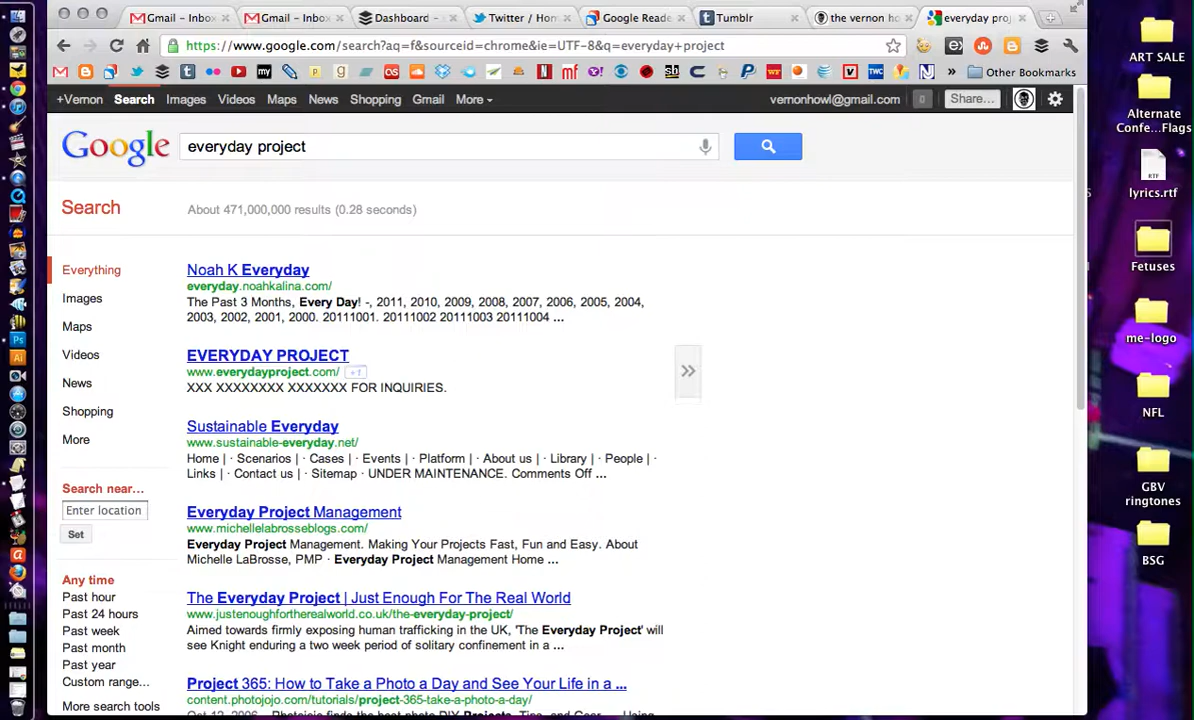 Gmail - Inbox
Gmail - Inbox
Dashboard -
Twitter / Hom
Google Reade
Tumblr
the vernon ho
everyday proj
https://www.google.com/search?aq=f&sourceid=chrome&ie=UTF-8&q=everyday+project
Other Bookmarks
+Vernon Search Images Videos Maps News Shopping Gmail More
vernonhowl@gmail.com 0 Share...
Google
everyday project
Search
About 471,000,000 results (0.28 seconds)
Everything
Images
Maps
Videos
News
Shopping
More
Search near...
Enter location
Set
Any time
Past hour
Past 24 hours
Past week
Past month
Past year
Custom range...
More search tools
Noah K Everyday
everyday.noahkalina.com/
The Past 3 Months, Every Day! -, 2011, 2010, 2009, 2008, 2007, 2006, 2005, 2004,
2003, 2002, 2001, 2000. 20111001. 20111002 20111003 20111004 ...
EVERYDAY PROJECT
www.everydayproject.com/ +1
XXX XXXXXXXX XXXXXXX FOR INQUIRIES.
Sustainable Everyday
www.sustainable-everyday.net/
Home | · Scenarios | · Cases | · Events | · Platform | · About us | · Library | · People | ·
Links | · Contact us | · Sitemap · UNDER MAINTENANCE. Comments Off ...
Everyday Project Management
www.michellelabrosseblogs.com/
Everyday Project Management. Making Your Projects Fast, Fun and Easy. About
Michelle LaBrosse, PMP · Everyday Project Management Home ...
The Everyday Project | Just Enough For The Real World
www.justenoughfortherealworld.co.uk/the-everyday-project/
Aimed towards firmly exposing human trafficking in the UK, 'The Everyday Project' will
see Knight enduring a two week period of solitary confinement in a ...
Project 365: How to Take a Photo a Day and See Your Life in a ...
content.photojojo.com/tutorials/project-365-take-a-photo-a-day/
ART SALE
Alternate
Confe...Flags
RTF
lyrics.rtf
Fetuses
me-logo
NFL
GBV
ringtones
BSG